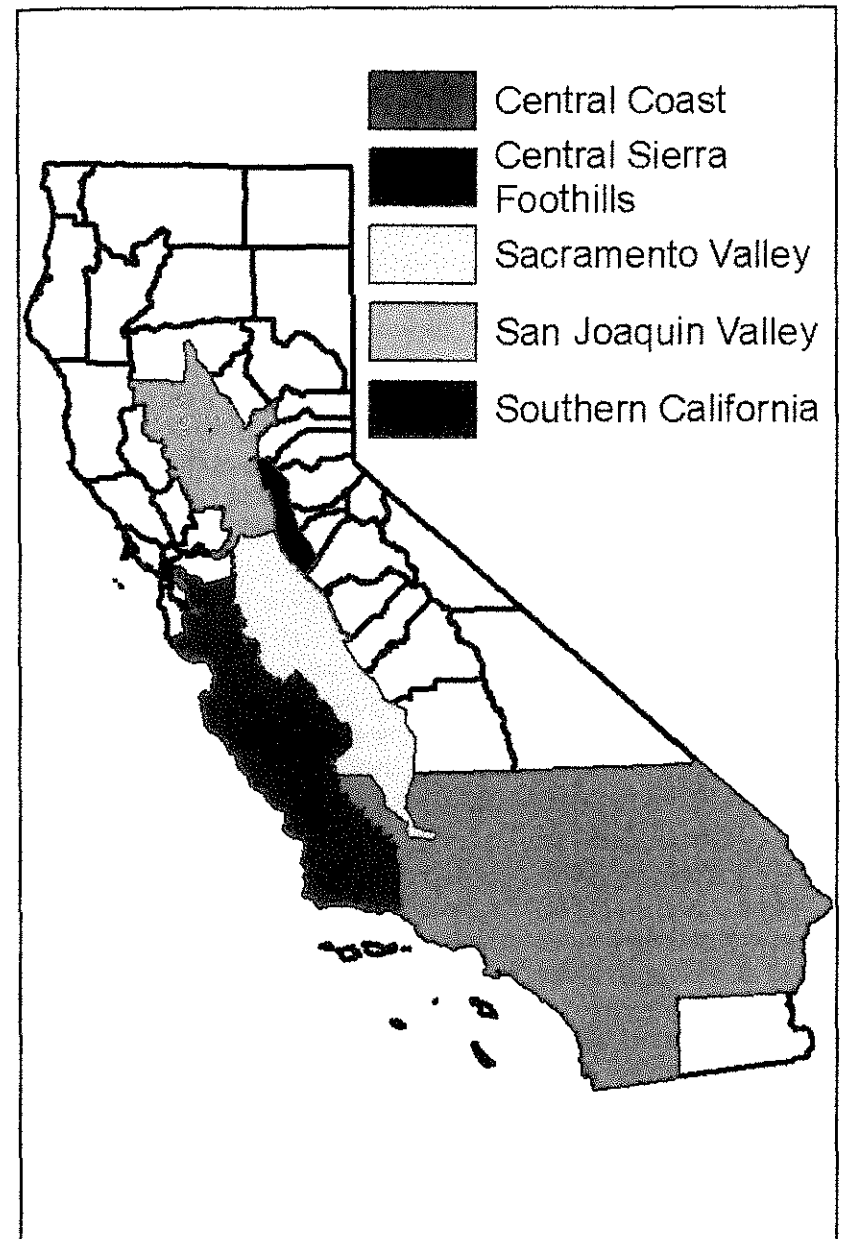 Central Coast
Central Sierra
Foothills
Sacramento Valley
San Joaquin Valley
Southern California